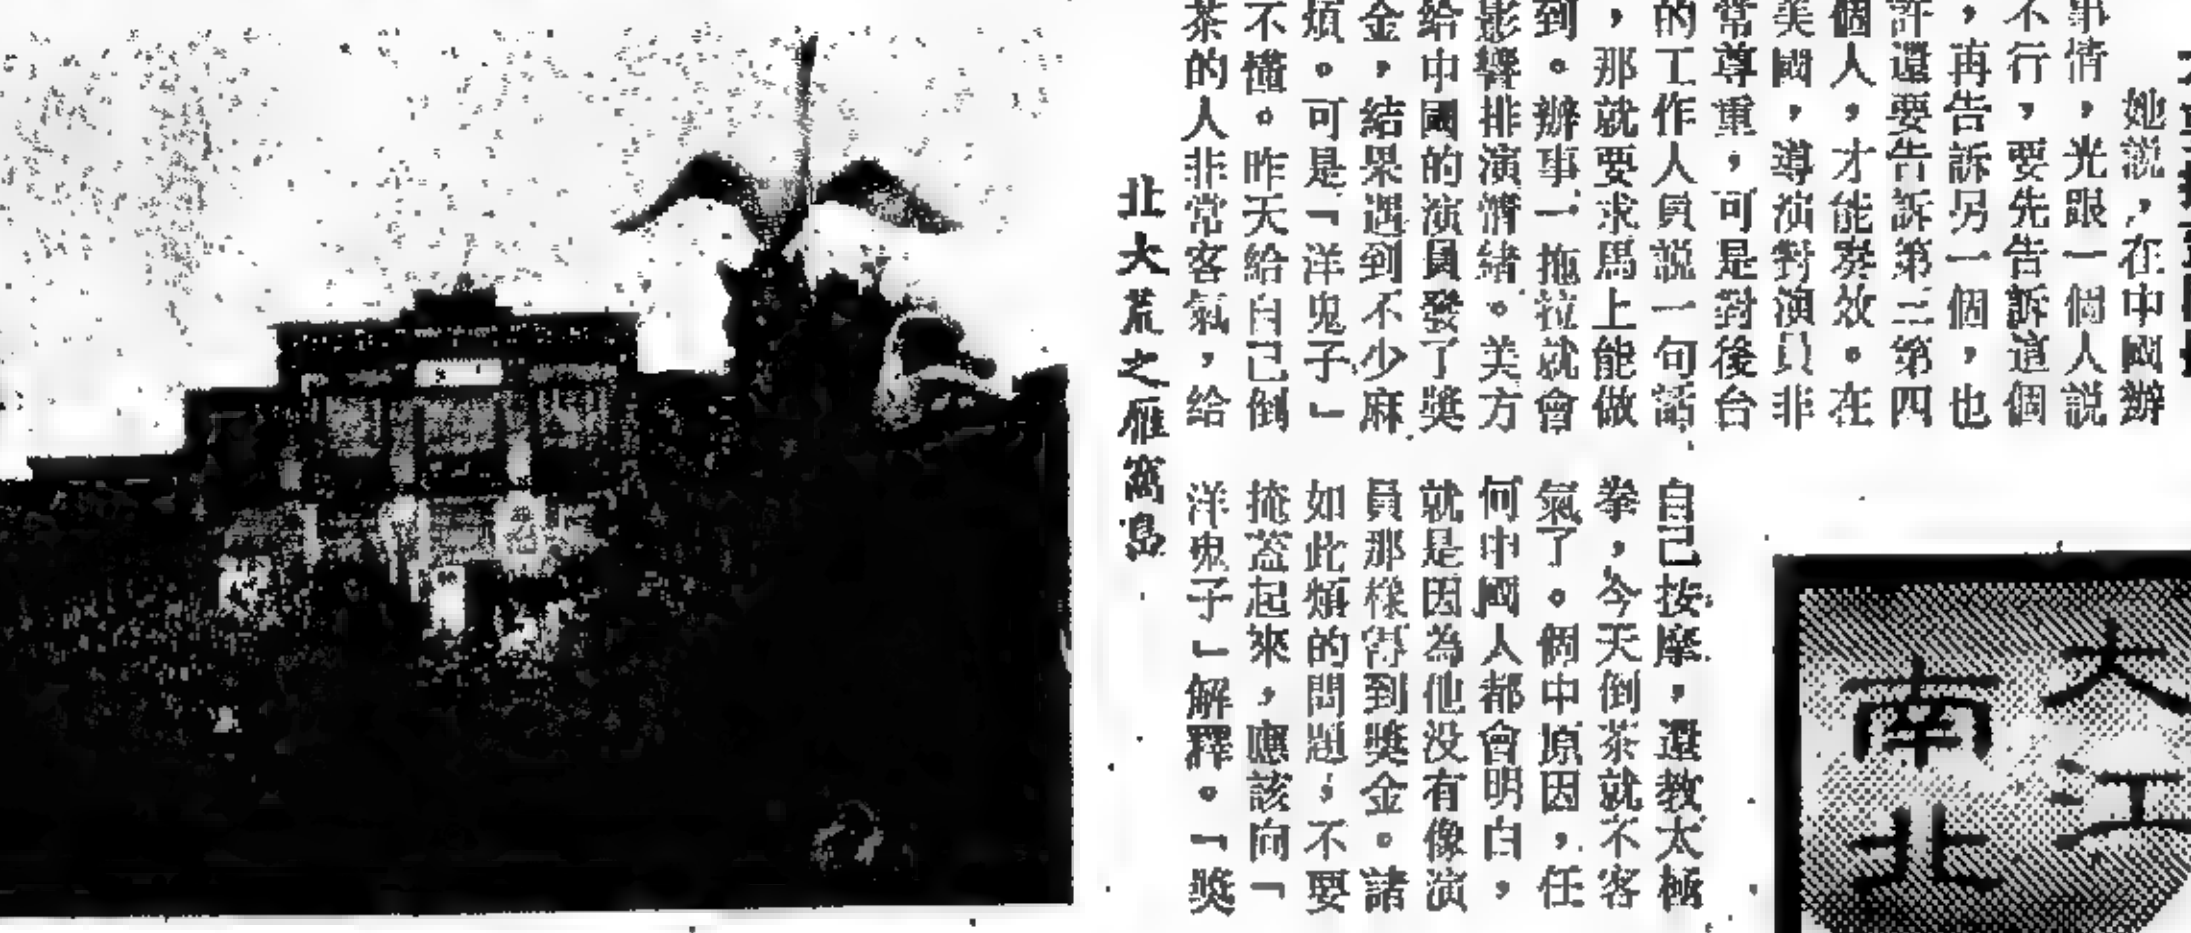 她說,在中國辦
事情,光跟一個人説
不行,要先告訴這個
,再告訴另一個,也
許還要告訴第三第四
個人,才能奏效。在
美國,導演對演員非
常尊重,可是對後台
的工作人員説一句話
,那就要求馬上能做
到。辦事一拖拉就會
影響排演情緒。美方
給中國的演員發了獎
金,結果遇到不少麻
煩。可是「洋鬼子」
不懂。昨天給自己倒
茶的人非常客氣,給
自己按摩,還教太極
拳,今天倒茶就不客
氣了。個中原因,任
何中國人都會明白,
就是因為他没有像演
員那樣得到獎金。諸
如此類的問題,不要
掩蓋起來,應該向「
洋鬼子」解釋。「獎
北大荒之雁窩島
大江
南北